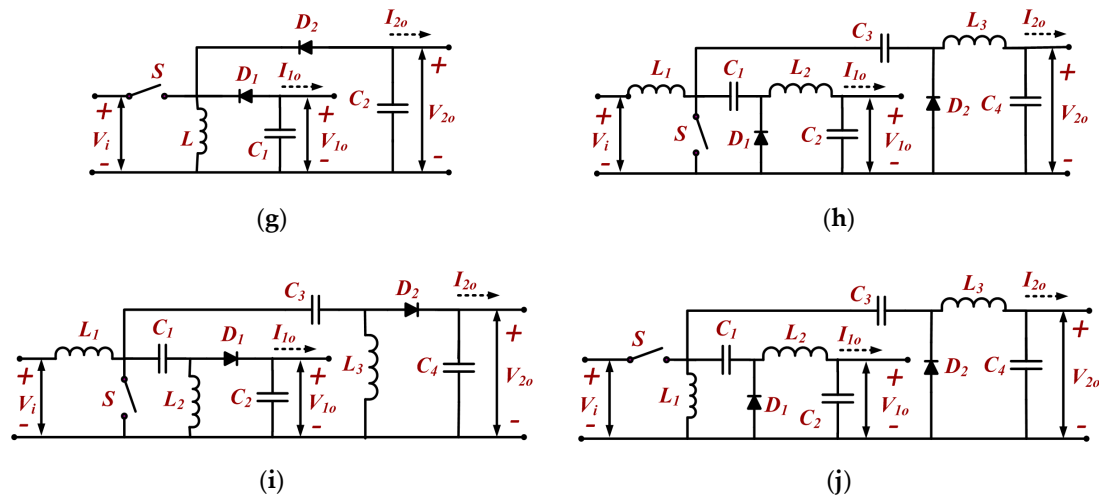 D2 I2o
S D1 I1o
+ Vi - L C1 + V1o - C2 + V2o -
(g)
C3 L3 I2o
L1 C1 L2 I1o
+ Vi - S D1 C2 + V1o - D2 C4 + V2o -
(h)
C3 D2 I2o
L1 C1 D1 I1o
+ Vi - S L2 C2 + V1o - L3 C4 + V2o -
(i)
C3 L3 I2o
S C1 L2 I1o
+ Vi - L1 D1 C2 + V1o - D2 C4 + V2o -
(j)